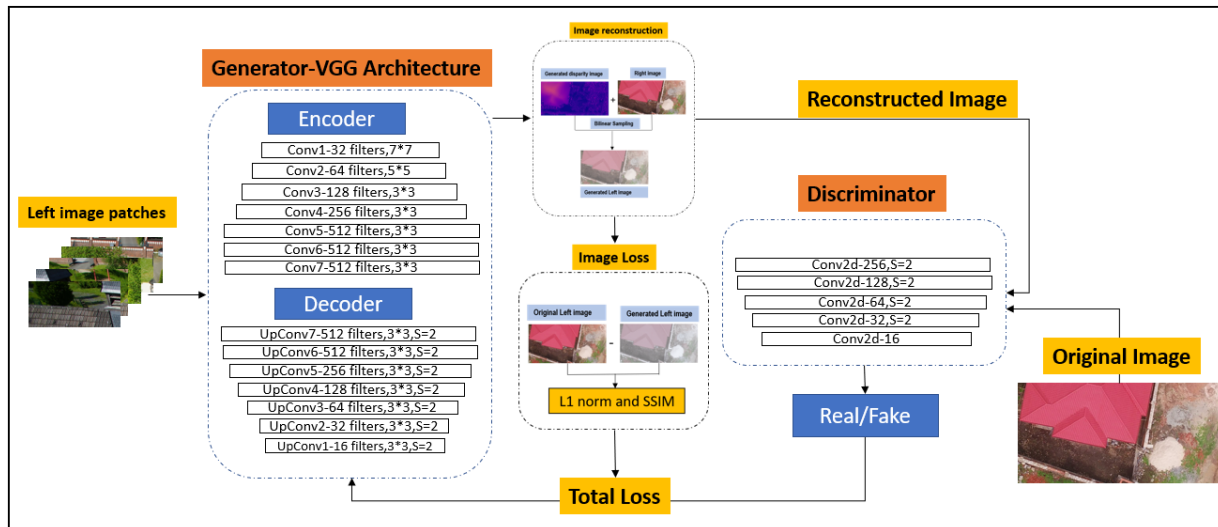 Left image patches
Generator-VGG Architecture
Encoder
Conv1-32 filters,7*7
Conv2-64 filters,5*5
Conv3-128 filters,3*3
Conv4-256 filters,3*3
Conv5-512 filters,3*3
Conv6-512 filters,3*3
Conv7-512 filters,3*3
Decoder
UpConv7-512 filters,3*3,S=2
UpConv6-512 filters,3*3,S=2
UpConv5-256 filters,3*3,S=2
UpConv4-128 filters,3*3,S=2
UpConv3-64 filters,3*3,S=2
UpConv2-32 filters,3*3,S=2
UpConv1-16 filters,3*3,S=2
Image reconstruction
Generated disparity image
Right image
+
Bilinear Sampling
Generated Left image
Image Loss
Original Left image
Generated Left image
-
L1 norm and SSIM
Total Loss
Reconstructed Image
Discriminator
Conv2d-256,S=2
Conv2d-128,S=2
Conv2d-64,S=2
Conv2d-32,S=2
Conv2d-16
Real/Fake
Original Image